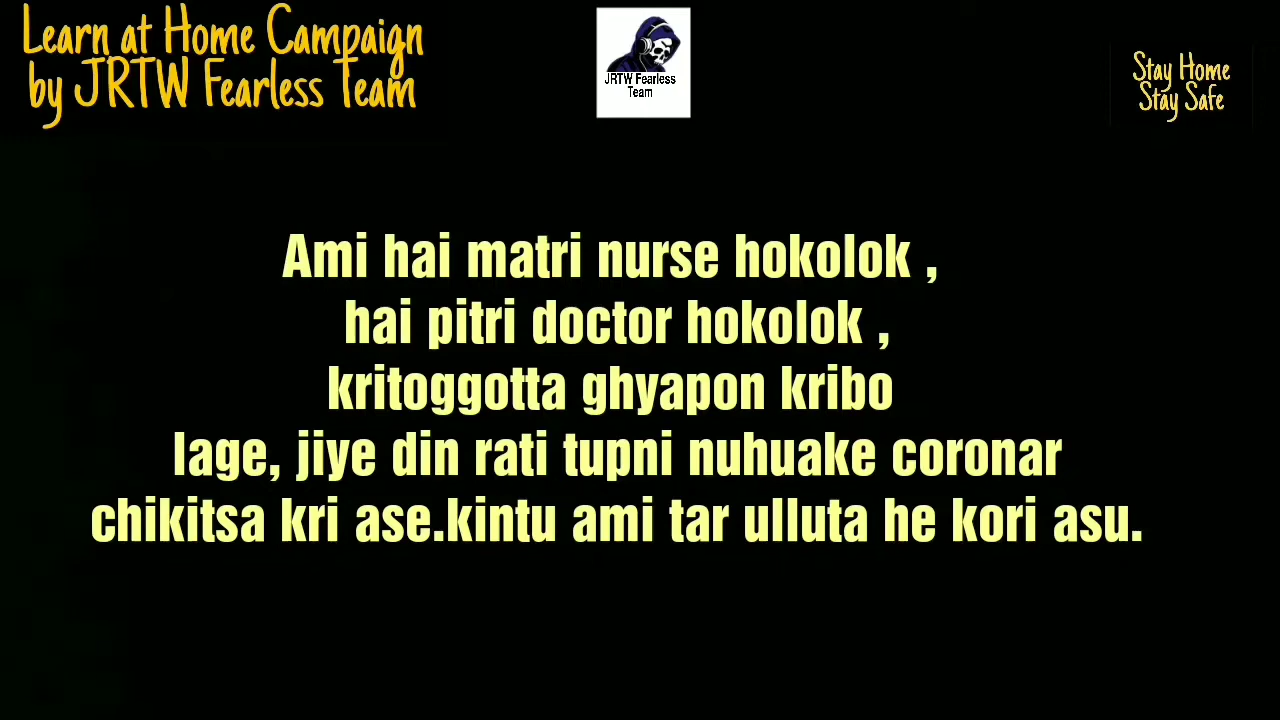 Learn at Home Campaign
by JRTW Fearless Team
JRTW Fearless
Team
Stay Home
Stay Safe
Ami hai matri nurse hokolok ,
hai pitri doctor hokolok ,
kritoggotta ghyapon kribo
lage, jiye din rati tupni nuhuake coronar
chikitsa kri ase.kintu ami tar ulluta he kori asu.